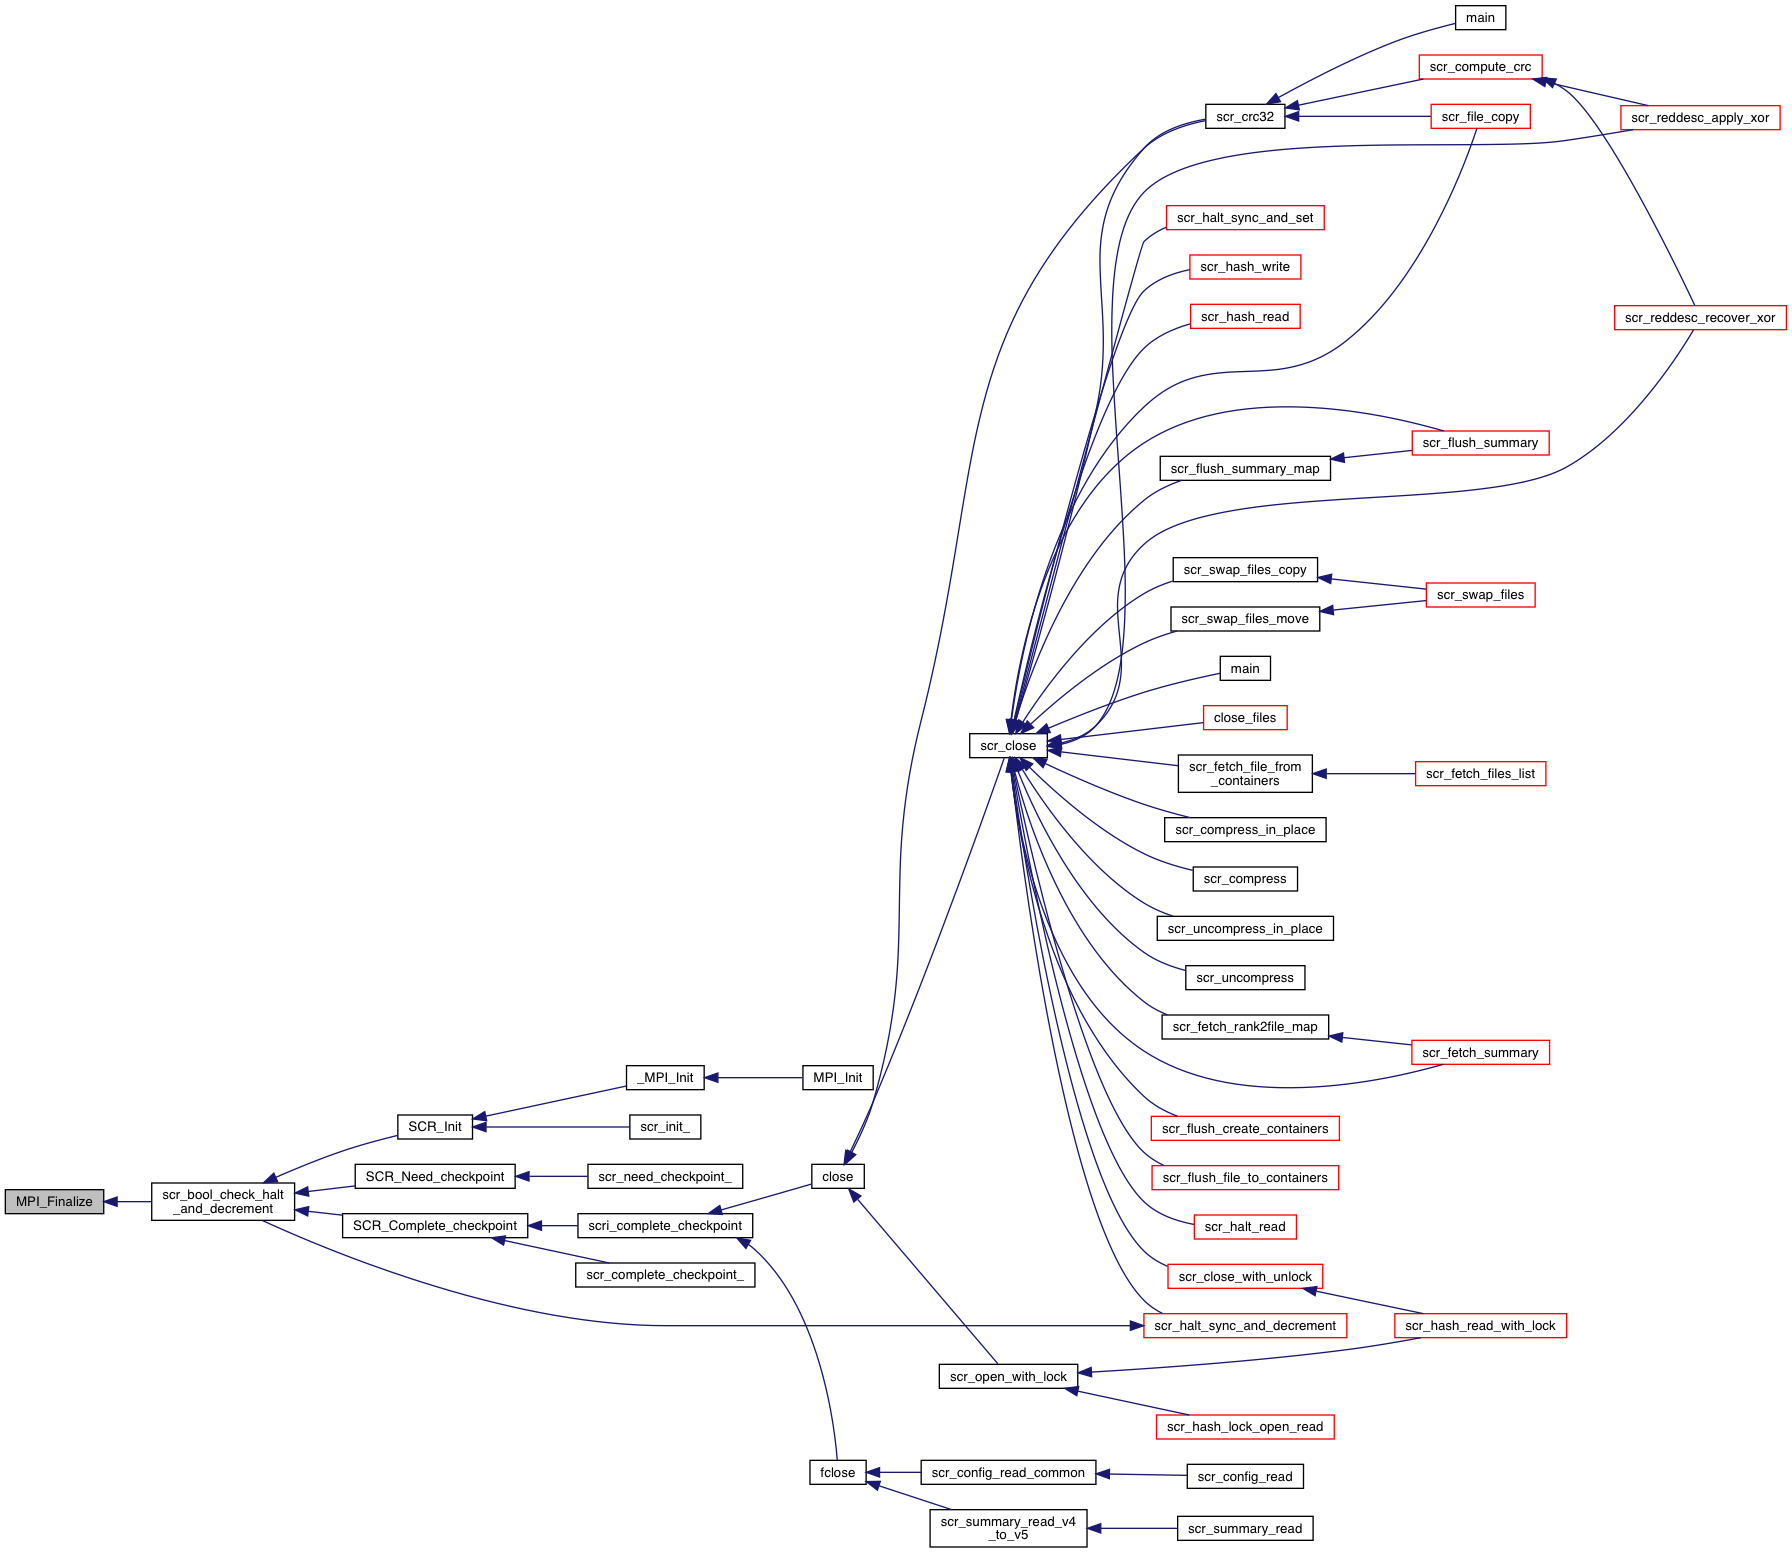 main
scr_compute_crc
scr_crc32
scr_file_copy
scr_reddesc_apply_xor
scr_halt_sync_and_set
scr_hash_write
scr_hash_read
scr_reddesc_recover_xor
scr_flush_summary
scr_flush_summary_map
scr_swap_files_copy
scr_swap_files
scr_swap_files_move
main
close_files
scr_close
scr_fetch_file_from
_containers
scr_fetch_files_list
scr_compress_in_place
scr_compress
scr_uncompress_in_place
scr_uncompress
scr_fetch_rank2file_map
scr_fetch_summary
_MPI_Init
MPI_Init
SCR_Init
scr_init_
scr_flush_create_containers
SCR_Need_checkpoint
scr_need_checkpoint_
close
scr_flush_file_to_containers
MPI_Finalize
scr_bool_check_halt
_and_decrement
SCR_Complete_checkpoint
scri_complete_checkpoint
scr_halt_read
scr_complete_checkpoint_
scr_close_with_unlock
scr_halt_sync_and_decrement
scr_hash_read_with_lock
scr_open_with_lock
scr_hash_lock_open_read
fclose
scr_config_read_common
scr_config_read
scr_summary_read_v4
_to_v5
scr_summary_read